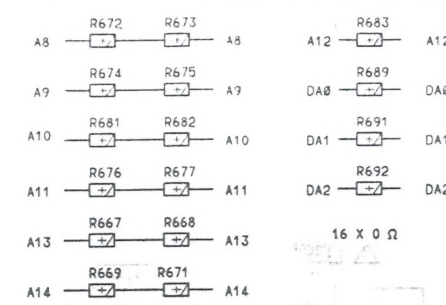 R672 R673 R683
A8 A8 A12 A12
R674 R675 R689
A9 A9 DA0 DA0
R681 R682 R691
A10 A10 DA1 DA1
R676 R677 R692
A11 A11 DA2 DA2
R667 R668
A13 A13
16 X 0 Ω
R669 R671
A14 A14